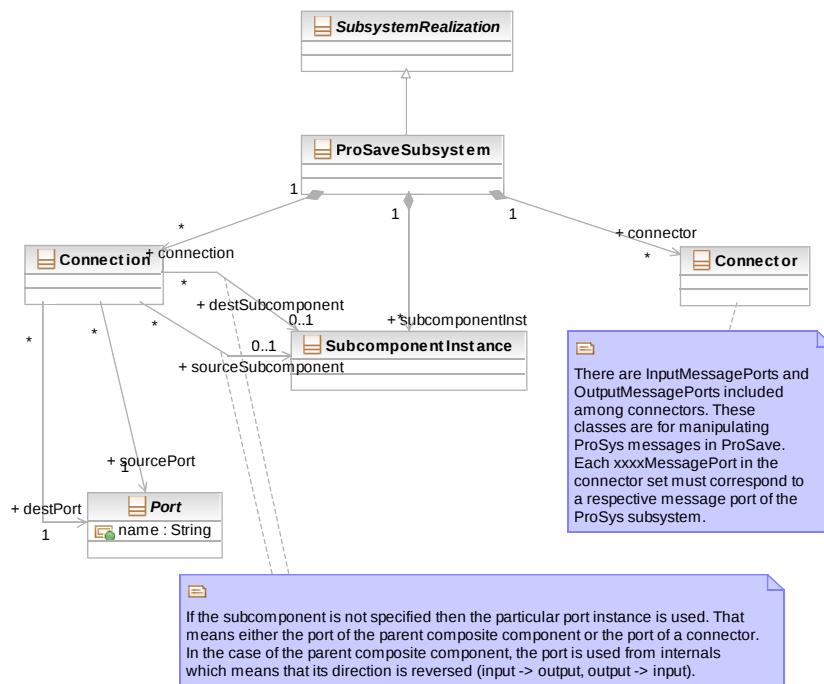 SubsystemRealization
ProSaveSubsystem
1
1
1
*
+ connection
+ connector
*
Connection
Connector
*
+ destSubcomponent
0..1
*
+ subcomponentInst
*
*
*
0..1
+ sourceSubcomponent
SubcomponentInstance
There are InputMessagePorts and
OutputMessagePorts included
among connectors. These
classes are for manipulating
ProSys messages in ProSave.
Each xxxxMessagePort in the
connector set must correspond to
a respective message port of the
ProSys subsystem.
+ sourcePort
1
+ destPort
1
Port
name : String
If the subcomponent is not specified then the particular port instance is used. That
means either the port of the parent composite component or the port of a connector.
In the case of the parent composite component, the port is used from internals
which means that its direction is reversed (input -> output, output -> input).